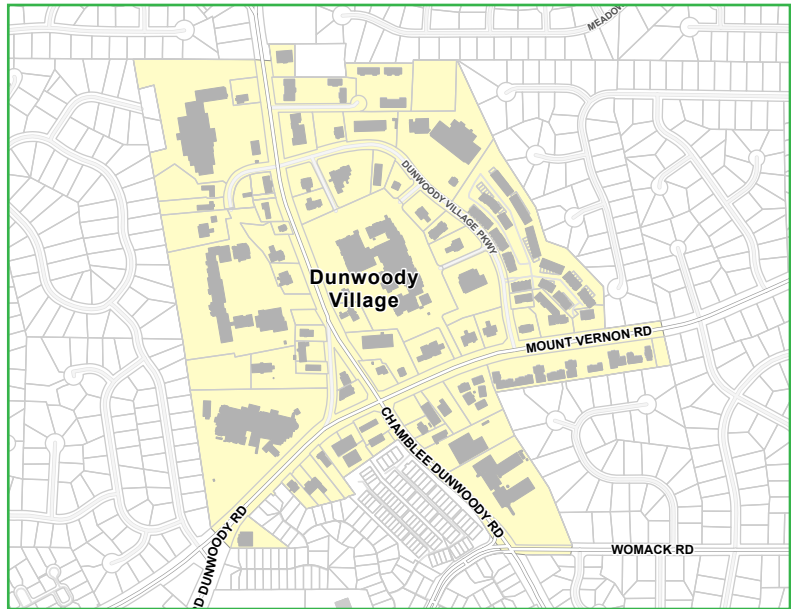 MEADOW
DUNWOODY VILLAGE PKWY
Dunwoody
Village
MOUNT VERNON RD
CHAMBLEE DUNWOODY RD
WOMACK RD
D DUNWOODY RD